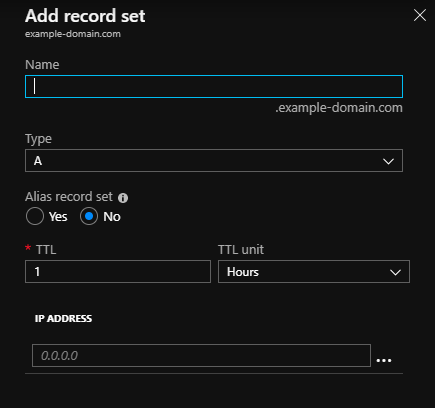 Add record set
example-domain.com
Name
.example-domain.com
Type
A
Alias record set
Yes No
* TTL TTL unit
1 Hours
IP ADDRESS
0.0.0.0 ...